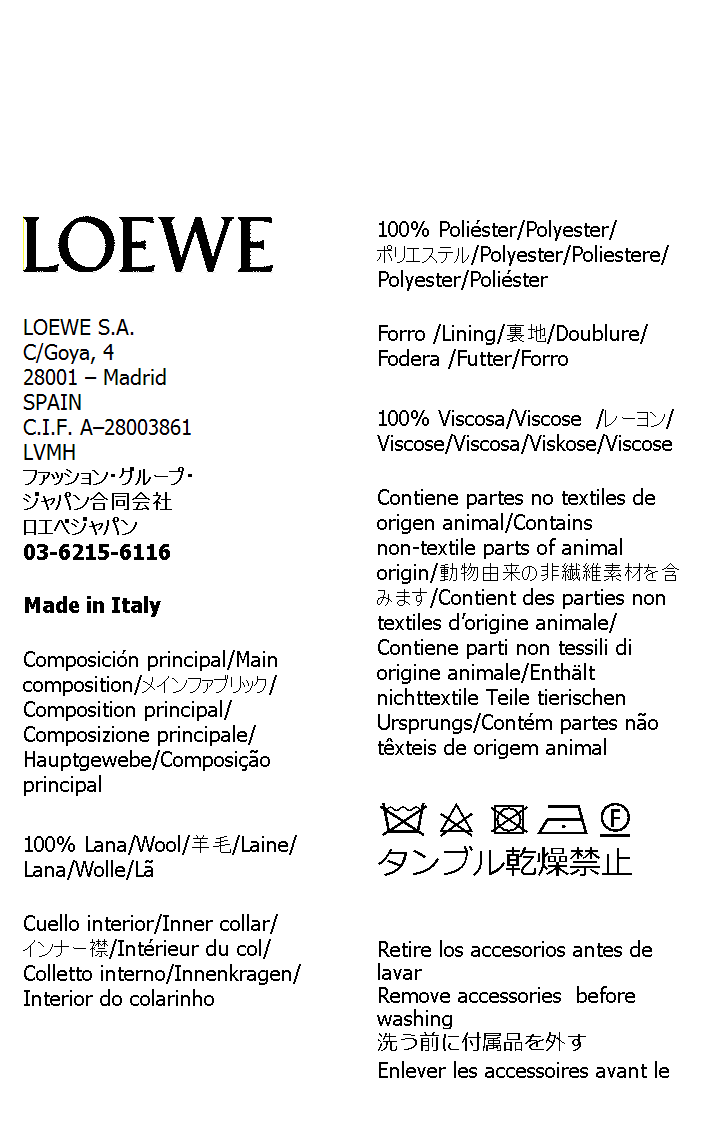 LOEWE
LOEWE S.A.
C/Goya, 4
28001 – Madrid
SPAIN
C.I.F. A–28003861
LVMH
ファッション・グループ・
ジャパン合同会社
ロエベジャパン
03-6215-6116
Made in Italy
Composición principal/Main
composition/メインファブリック/
Composition principal/
Composizione principale/
Hauptgewebe/Composição
principal
100% Lana/Wool/羊毛/Laine/
Lana/Wolle/Lã
Cuello interior/Inner collar/
インナー襟/Intérieur du col/
Colletto interno/Innenkragen/
Interior do colarinho
100% Poliéster/Polyester/
ポリエステル/Polyester/Poliestere/
Polyester/Poliéster
Forro /Lining/裏地/Doublure/
Fodera /Futter/Forro
100% Viscosa/Viscose /レーヨン/
Viscose/Viscosa/Viskose/Viscose
Contiene partes no textiles de
origen animal/Contains
non-textile parts of animal
origin/動物由来の非繊維素材を含
みます/Contient des parties non
textiles d’origine animale/
Contiene parti non tessili di
origine animale/Enthält
nichttextile Teile tierischen
Ursprungs/Contém partes não
têxteis de origem animal
F
タンブル乾燥禁止
Retire los accesorios antes de
lavar
Remove accessories before
washing
洗う前に付属品を外す
Enlever les accessoires avant le